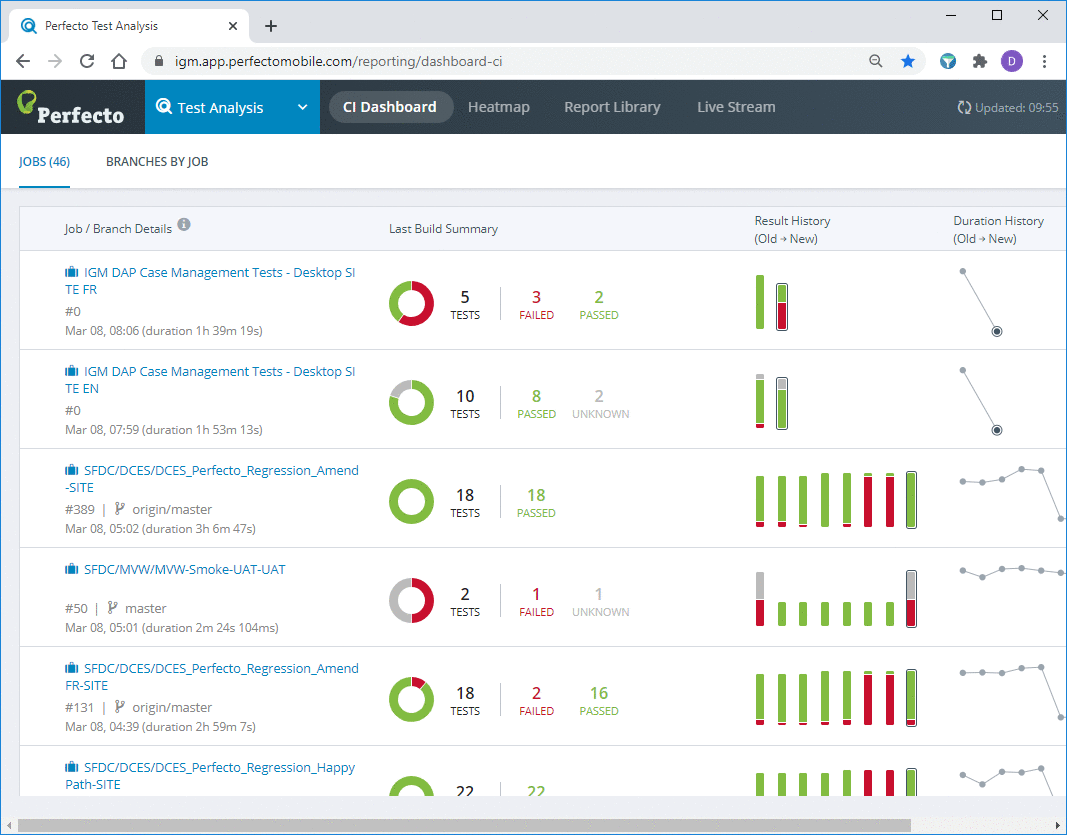 Perfecto Test Analysis
igm.app.perfectomobile.com/reporting/dashboard-ci
D
Perfecto
Test Analysis
CI Dashboard
Heatmap
Report Library
Live Stream
Updated: 09:55
JOBS (46)
BRANCHES BY JOB
Job / Branch Details
Last Build Summary
Result History
(Old → New)
Duration History
(Old → New)
IGM DAP Case Management Tests - Desktop SI
TE FR
#0
Mar 08, 08:06 (duration 1h 39m 19s)
5
TESTS
3
FAILED
2
PASSED
IGM DAP Case Management Tests - Desktop SI
TE EN
#0
Mar 08, 07:59 (duration 1h 53m 13s)
10
TESTS
8
PASSED
2
UNKNOWN
SFDC/DCES/DCES_Perfecto_Regression_Amend
-SITE
#389 | origin/master
Mar 08, 05:02 (duration 3h 6m 47s)
18
TESTS
18
PASSED
SFDC/MVW/MVW-Smoke-UAT-UAT
#50 | master
Mar 08, 05:01 (duration 2m 24s 104ms)
2
TESTS
1
FAILED
1
UNKNOWN
SFDC/DCES/DCES_Perfecto_Regression_Amend
FR-SITE
#131 | origin/master
Mar 08, 04:39 (duration 2h 59m 7s)
18
TESTS
2
FAILED
16
PASSED
SFDC/DCES/DCES_Perfecto_Regression_Happy
Path-SITE
22
22